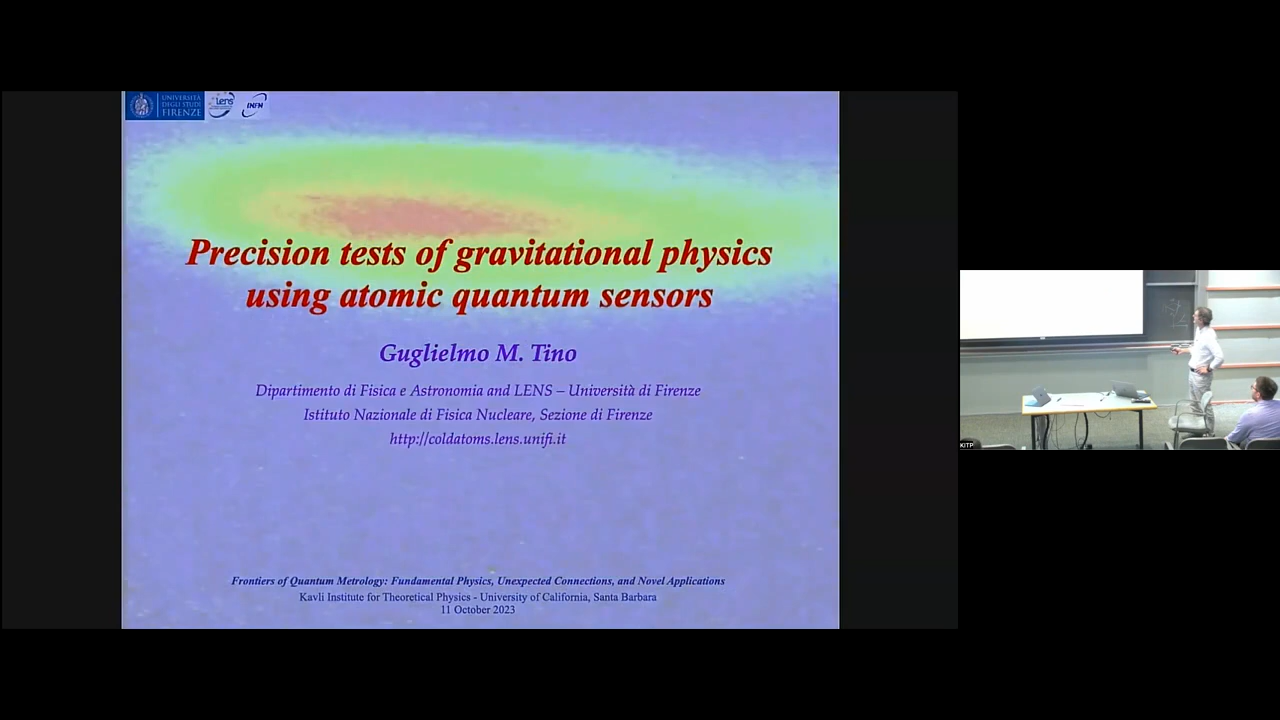 UNIVERSITÀ
DEGLI STUDI
FIRENZE
Lens
INFN
Precision tests of gravitational physics
using atomic quantum sensors
Guglielmo M. Tino
Dipartimento di Fisica e Astronomia and LENS – Università di Firenze
Istituto Nazionale di Fisica Nucleare, Sezione di Firenze
http://coldatoms.lens.unifi.it
Frontiers of Quantum Metrology: Fundamental Physics, Unexpected Connections, and Novel Applications
Kavli Institute for Theoretical Physics - University of California, Santa Barbara
11 October 2023
KITP